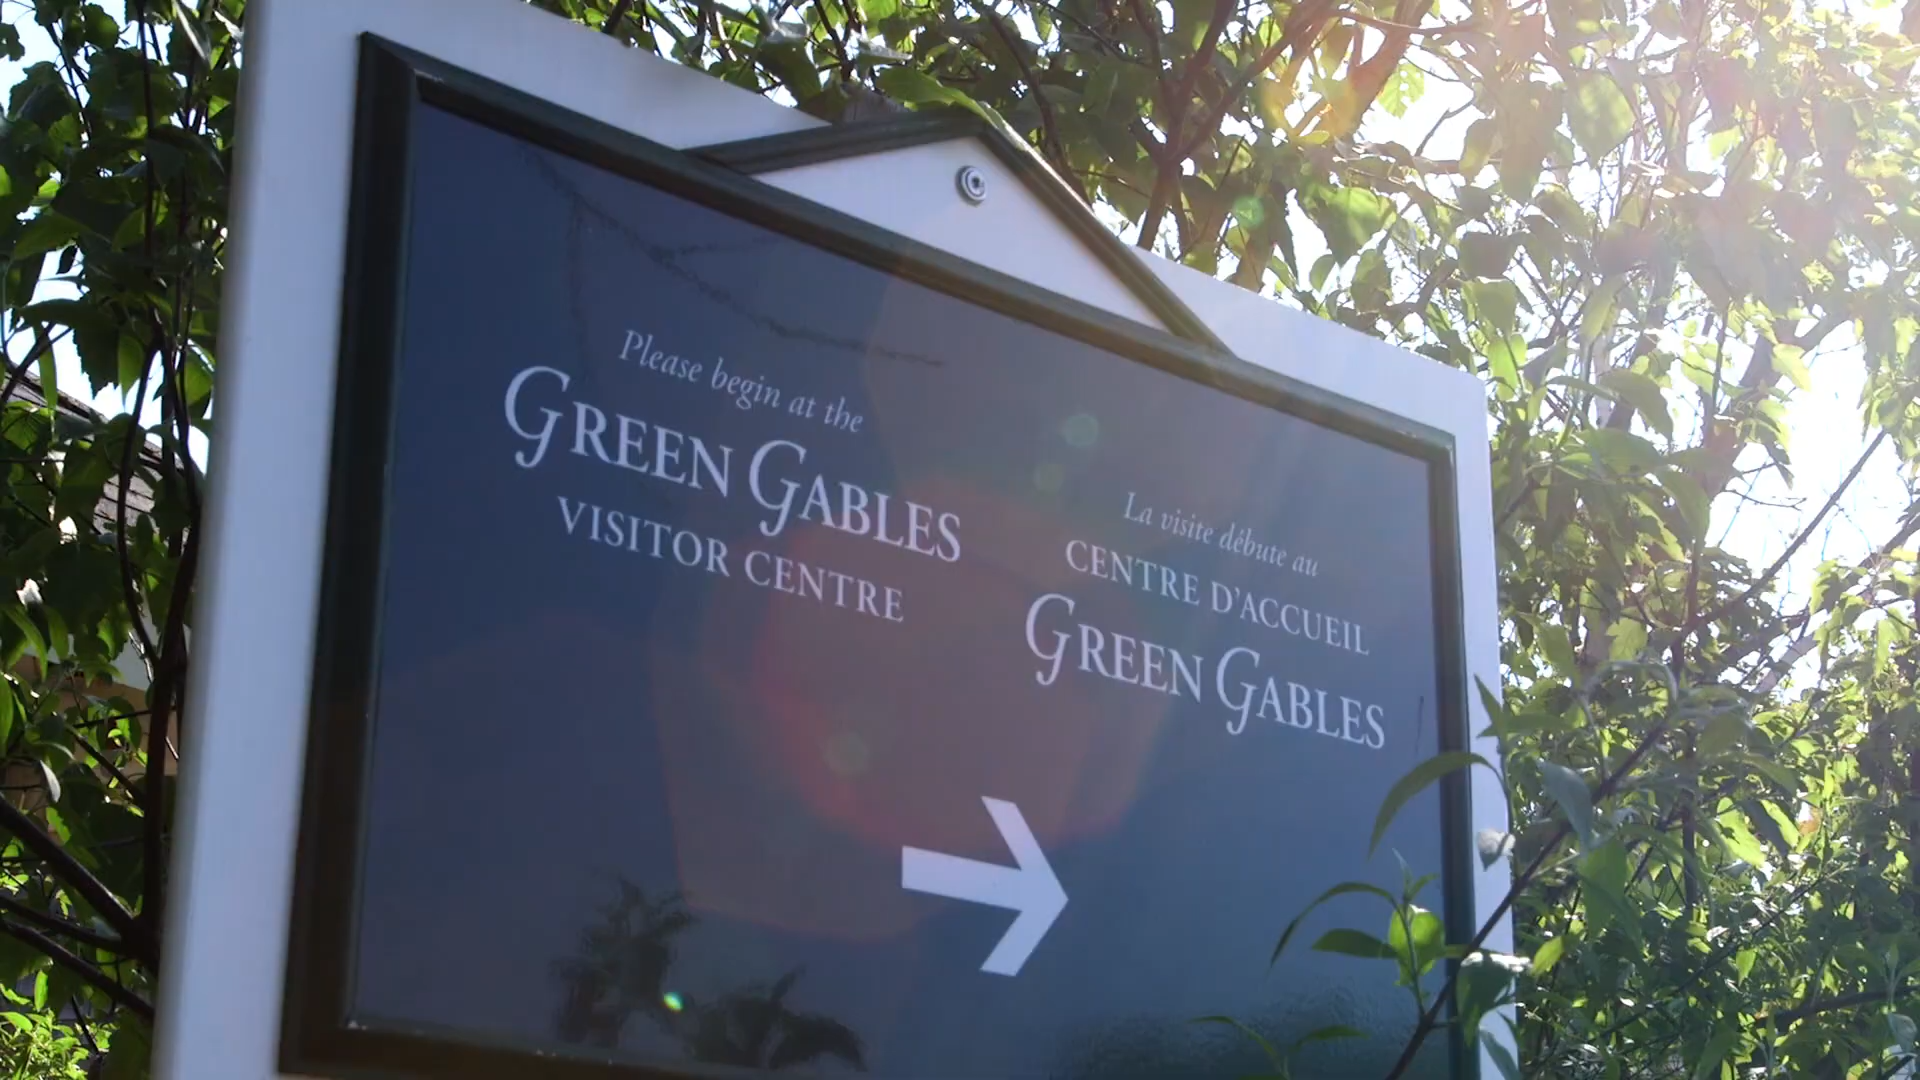 Please begin at the
GREEN GABLES
VISITOR CENTRE
La visite débute au
CENTRE D'ACCUEIL
GREEN GABLES